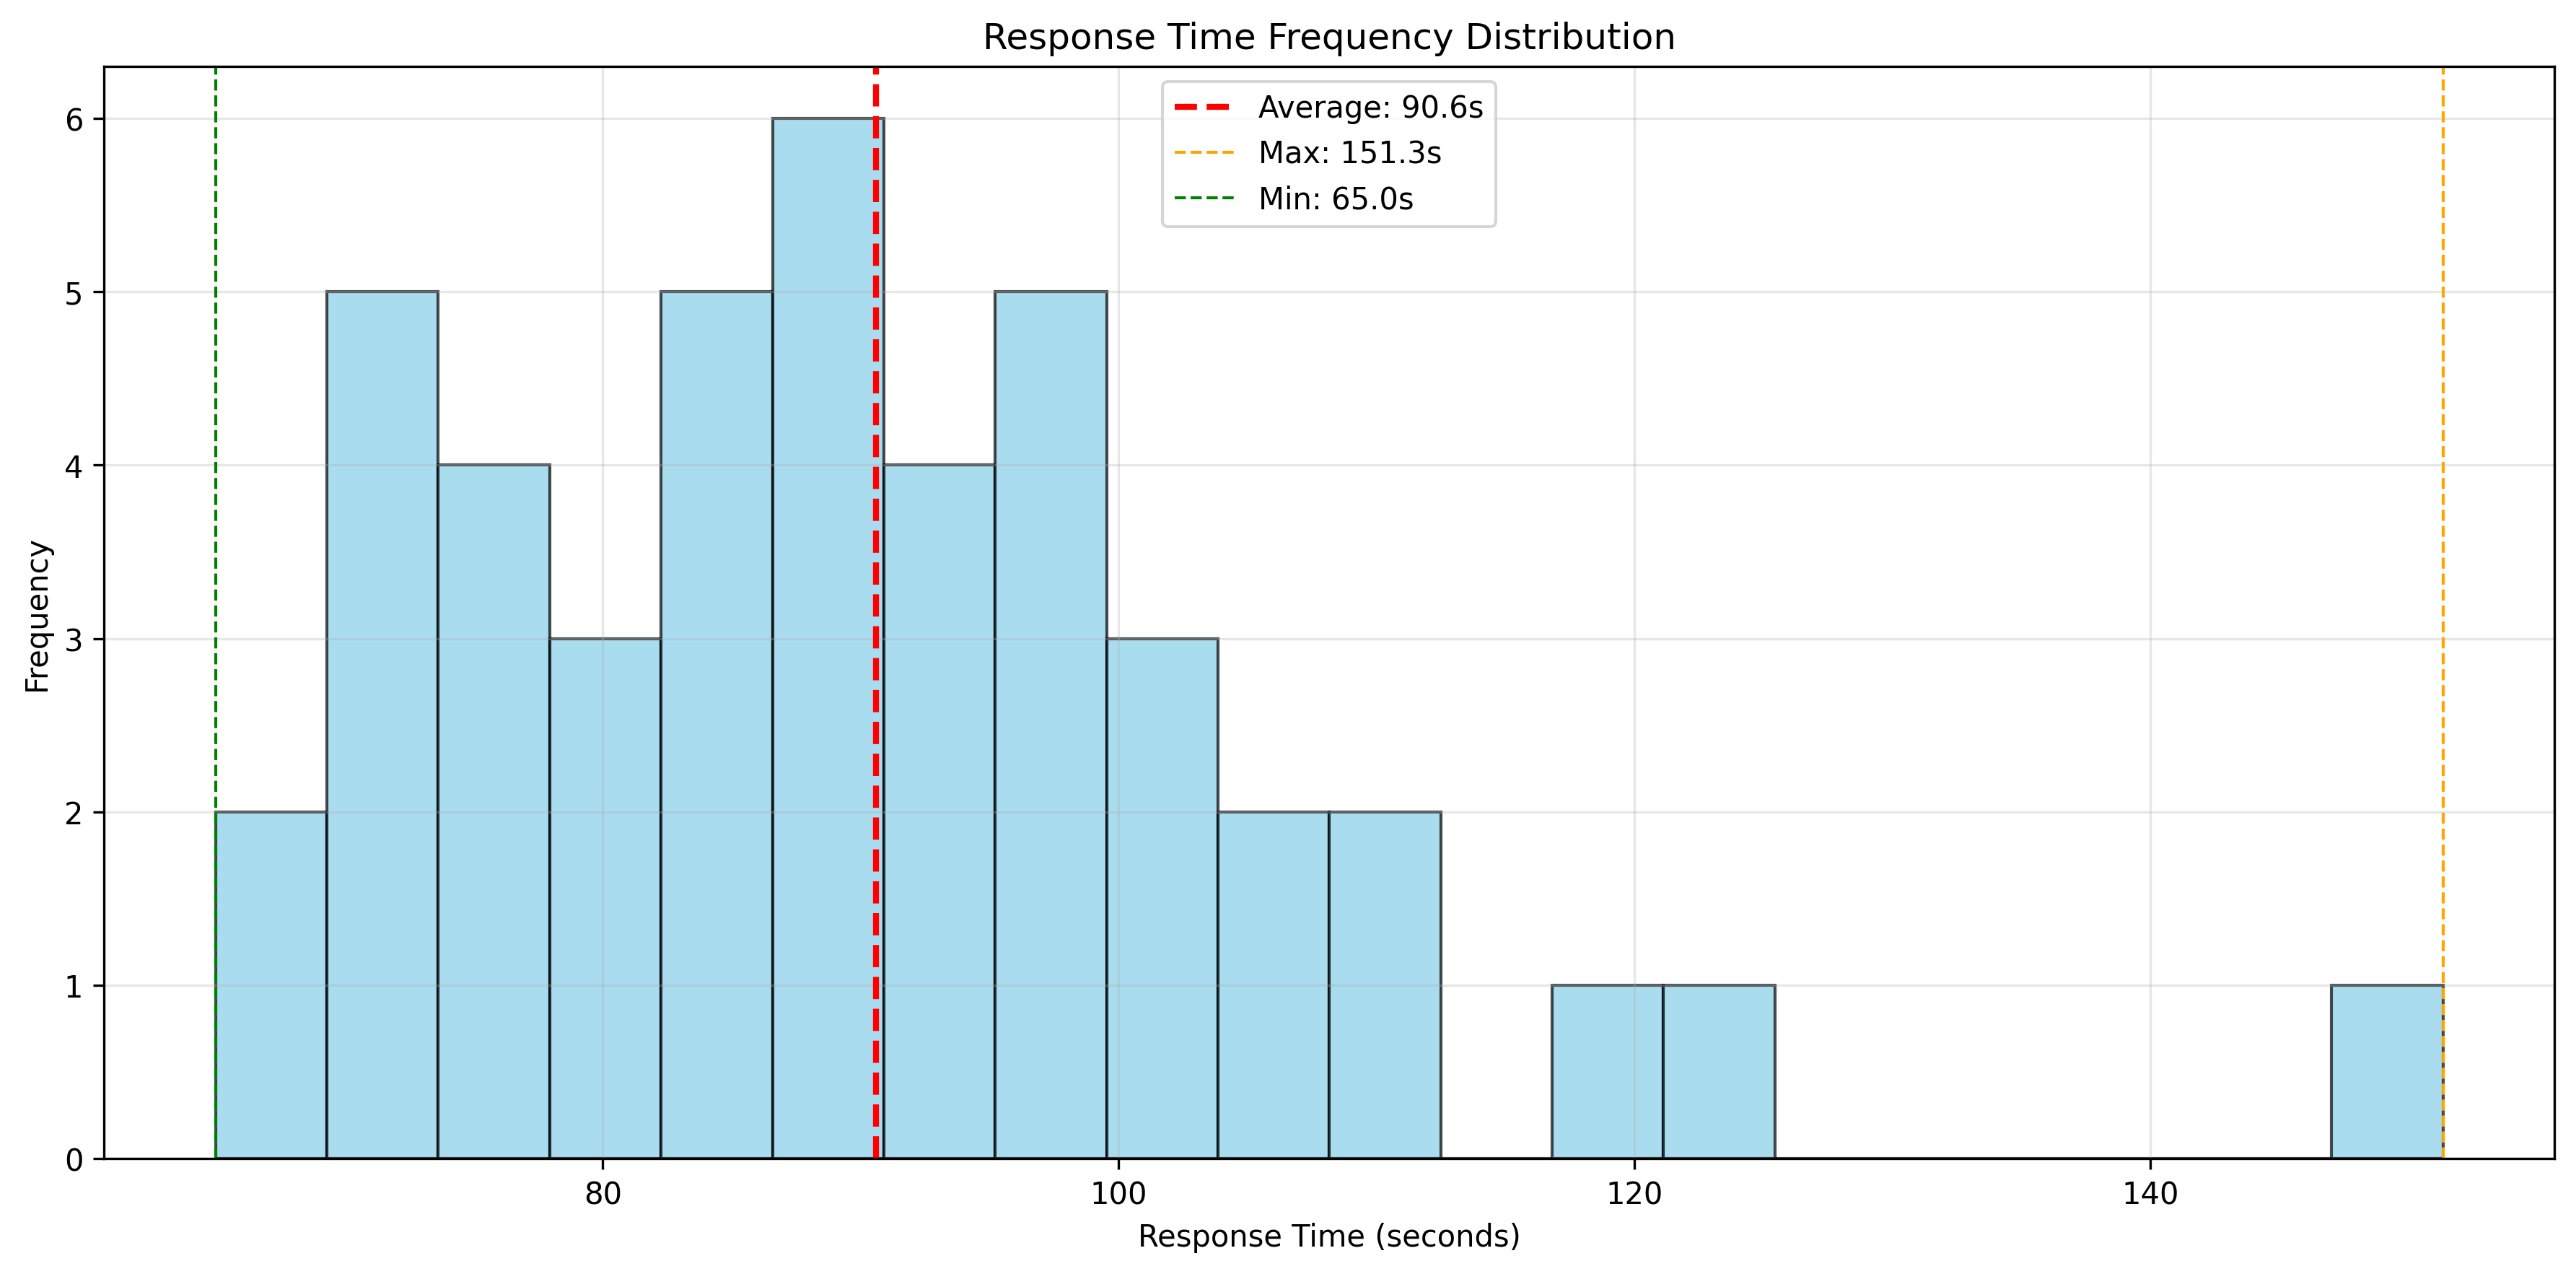 Response Time Frequency Distribution
Average: 90.6s
Max: 151.3s
Min: 65.0s
Frequency
6
5
4
3
2
1
0
80 100 120 140
Response Time (seconds)